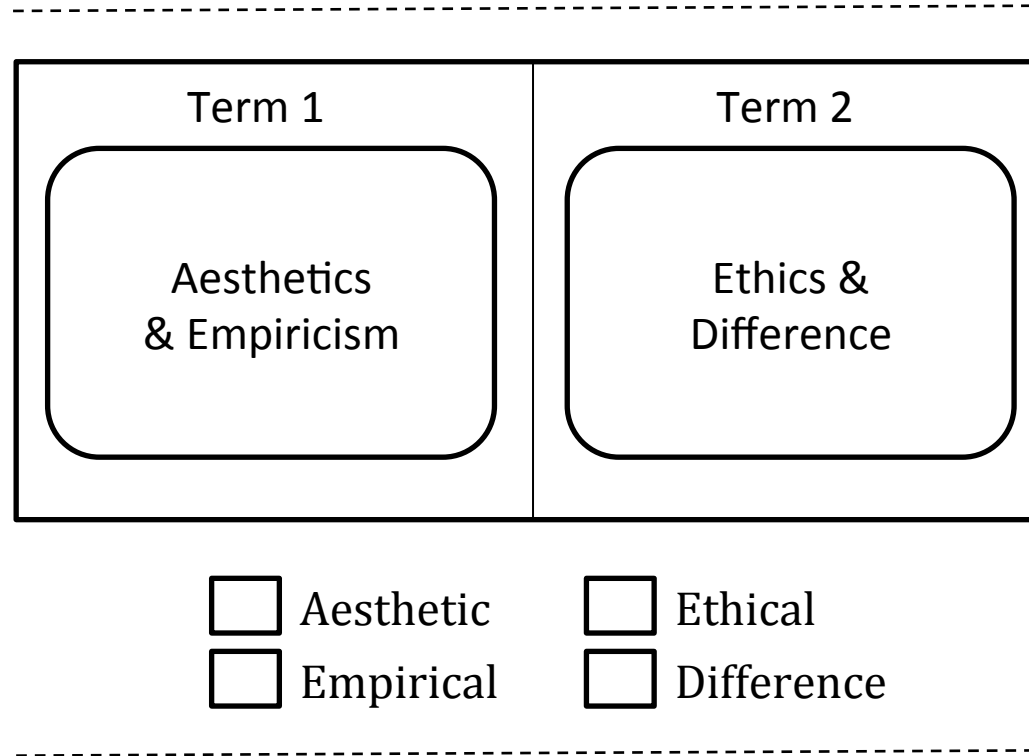 Term 1
Aesthetics
& Empiricism
Term 2
Ethics &
Difference
Aesthetic
Empirical
Ethical
Difference